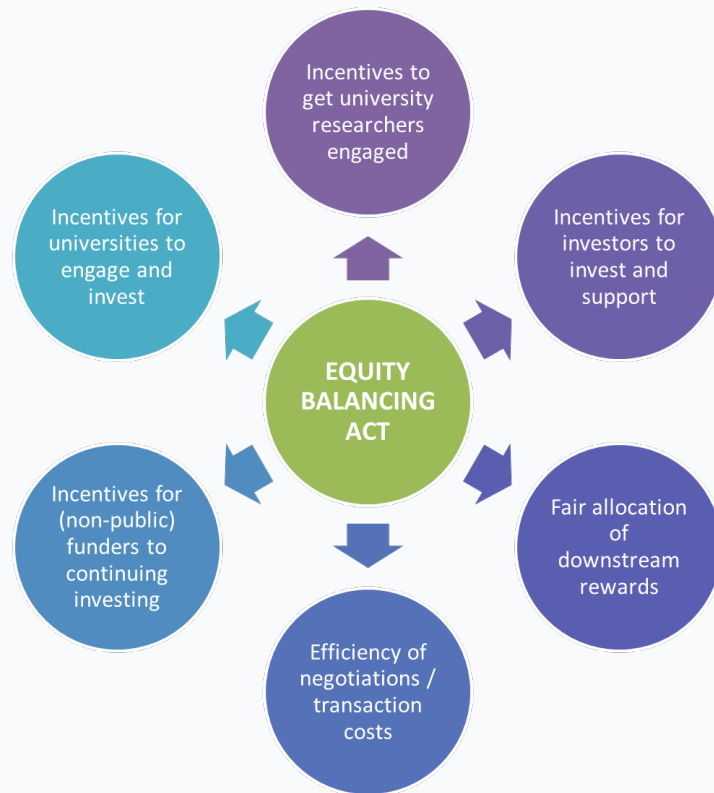 Incentives to
get university
researchers
engaged
Incentives for
investors to
invest and
support
Fair allocation
of
downstream
rewards
Efficiency of
negotiations /
transaction
costs
Incentives for
(non-public)
funders to
continuing
investing
Incentives for
universities to
engage and
invest
EQUITY
BALANCING
ACT